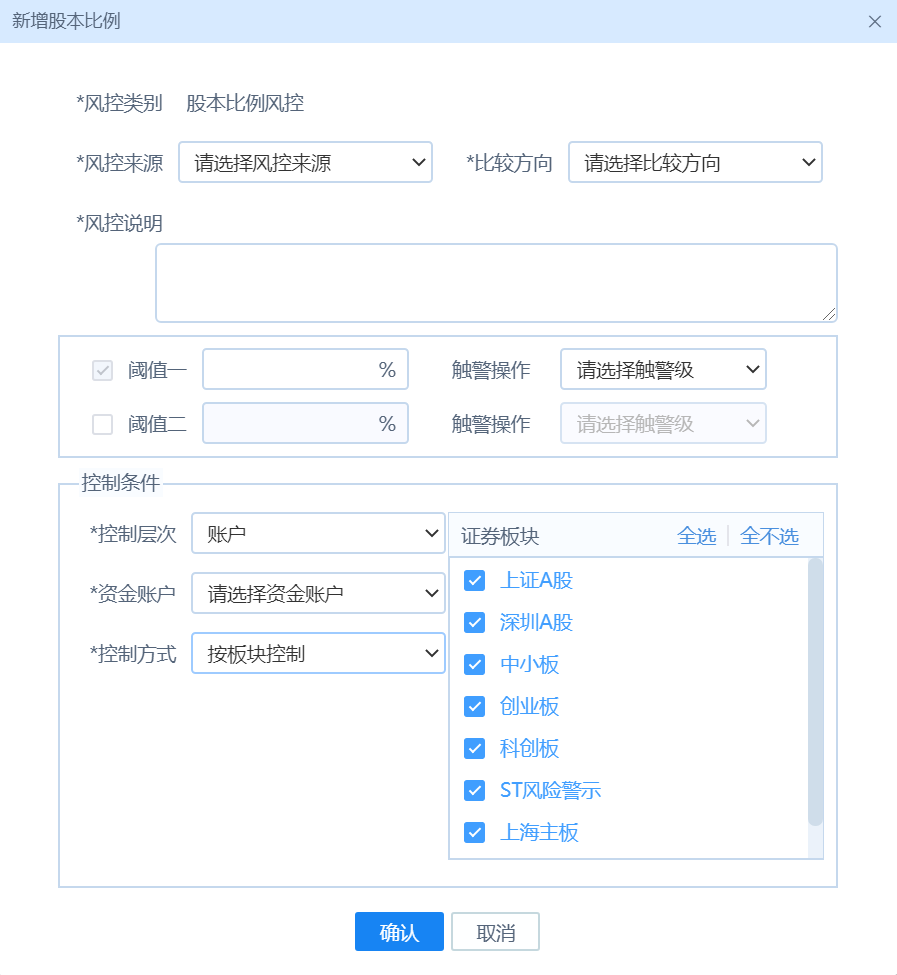 新增股本比例
*风控类别 股本比例风控
*风控来源 请选择风控来源 *比较方向 请选择比较方向
*风控说明
阈值一 % 触警操作 请选择触警级
阈值二 % 触警操作 请选择触警级
控制条件
*控制层次 账户 证券板块 全选 全不选
*资金账户 请选择资金账户
*控制方式 按板块控制
上证A股
深圳A股
中小板
创业板
科创板
ST风险警示
上海主板
确认 取消